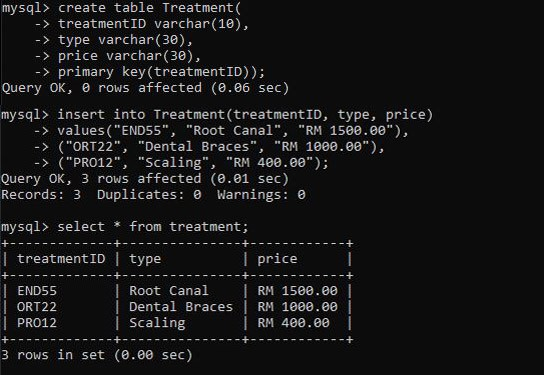 mysql> create table Treatment(
    -> treatmentID varchar(10),
    -> type varchar(30),
    -> price varchar(30),
    -> primary key(treatmentID));
Query OK, 0 rows affected (0.06 sec)

mysql> insert into Treatment(treatmentID, type, price)
    -> values("END55", "Root Canal", "RM 1500.00"),
    -> ("ORT22", "Dental Braces", "RM 1000.00"),
    -> ("PRO12", "Scaling", "RM 400.00");
Query OK, 3 rows affected (0.01 sec)
Records: 3  Duplicates: 0  Warnings: 0

mysql> select * from treatment;
+-------------+---------------+------------+
| treatmentID | type          | price      |
+-------------+---------------+------------+
| END55       | Root Canal    | RM 1500.00 |
| ORT22       | Dental Braces | RM 1000.00 |
| PRO12       | Scaling       | RM 400.00  |
+-------------+---------------+------------+
3 rows in set (0.00 sec)